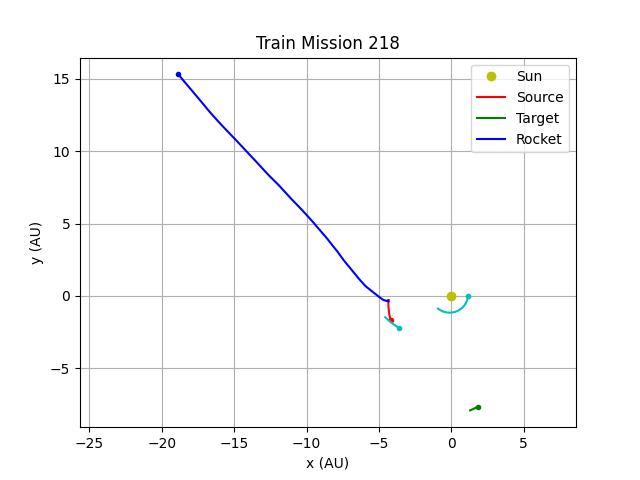 Train Mission 218
Sun
Source
Target
Rocket
15
10
5
0
−5
y (AU)
−25
−20
−15
−10
−5
0
5
x (AU)